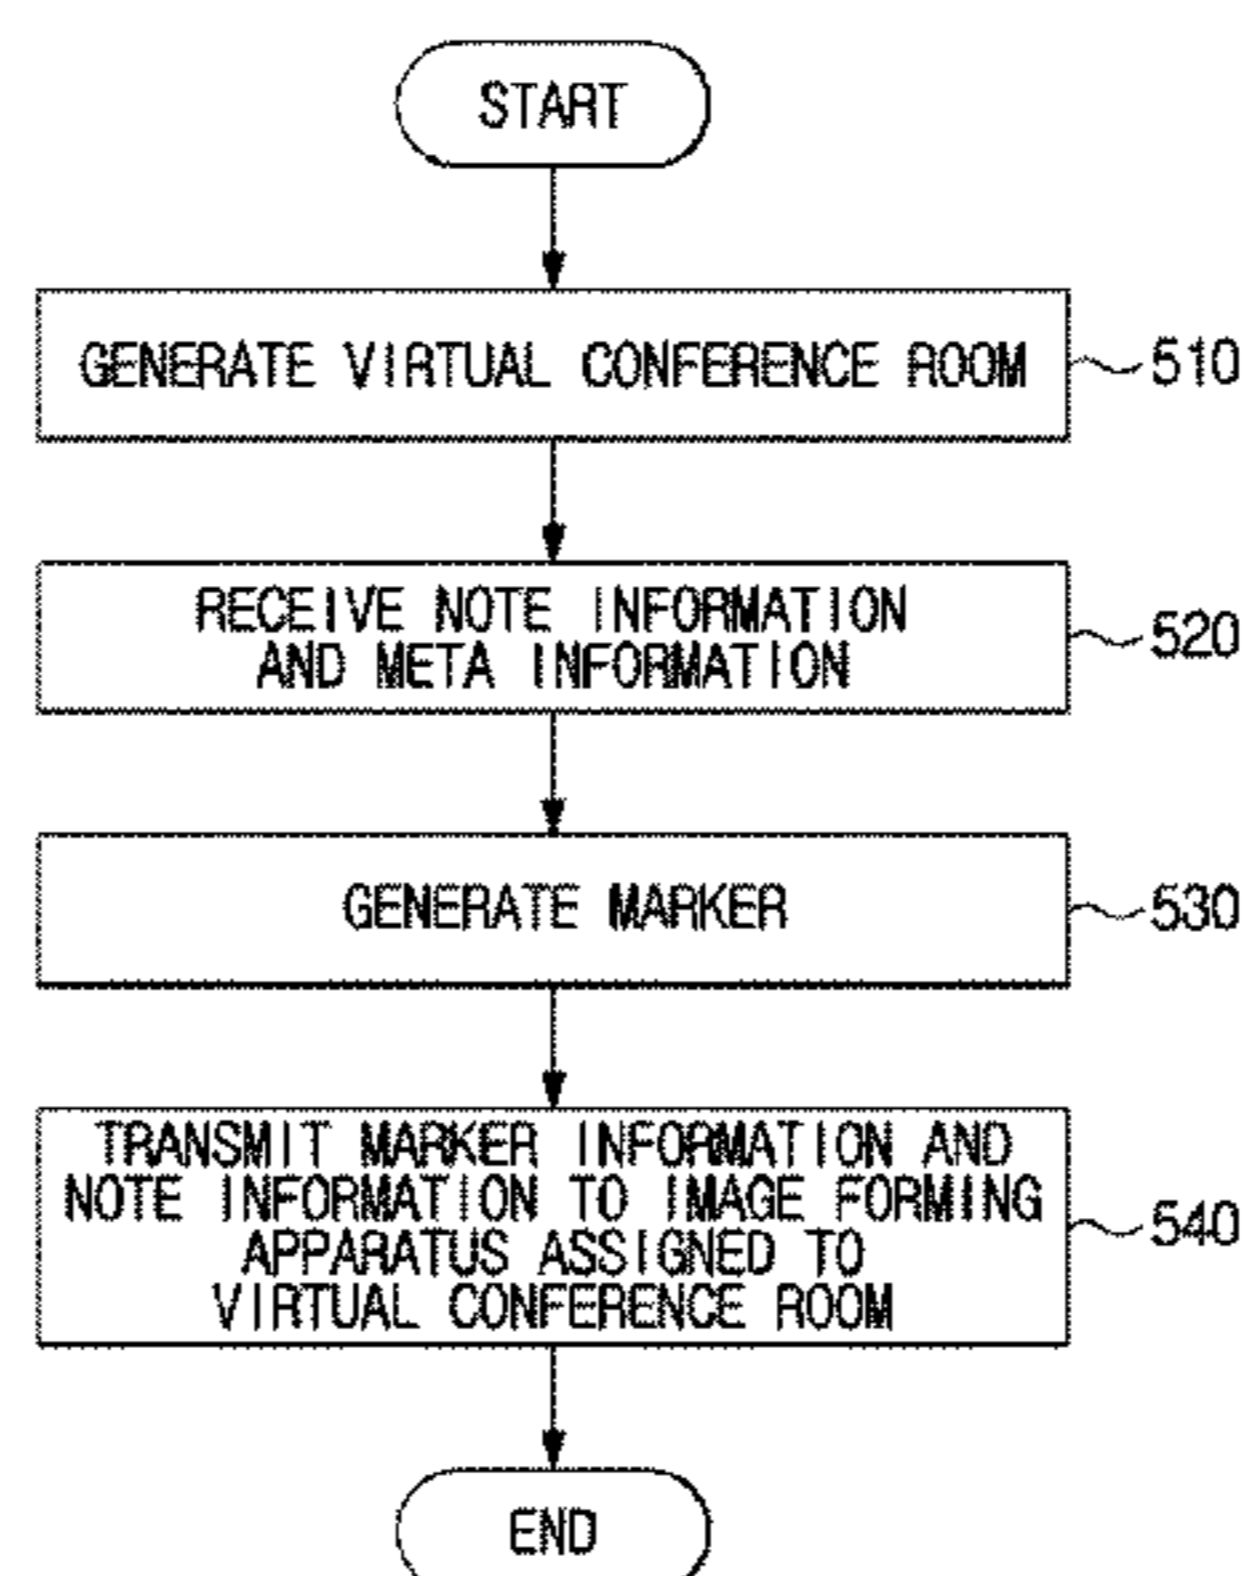 START
GENERATE VIRTUAL CONFERENCE ROOM
510
RECEIVE NOTE INFORMATION
AND META INFORMATION
520
GENERATE MARKER
530
TRANSMIT MARKER INFORMATION AND
NOTE INFORMATION TO IMAGE FORMING
APPARATUS ASSIGNED TO
VIRTUAL CONFERENCE ROOM
540
END